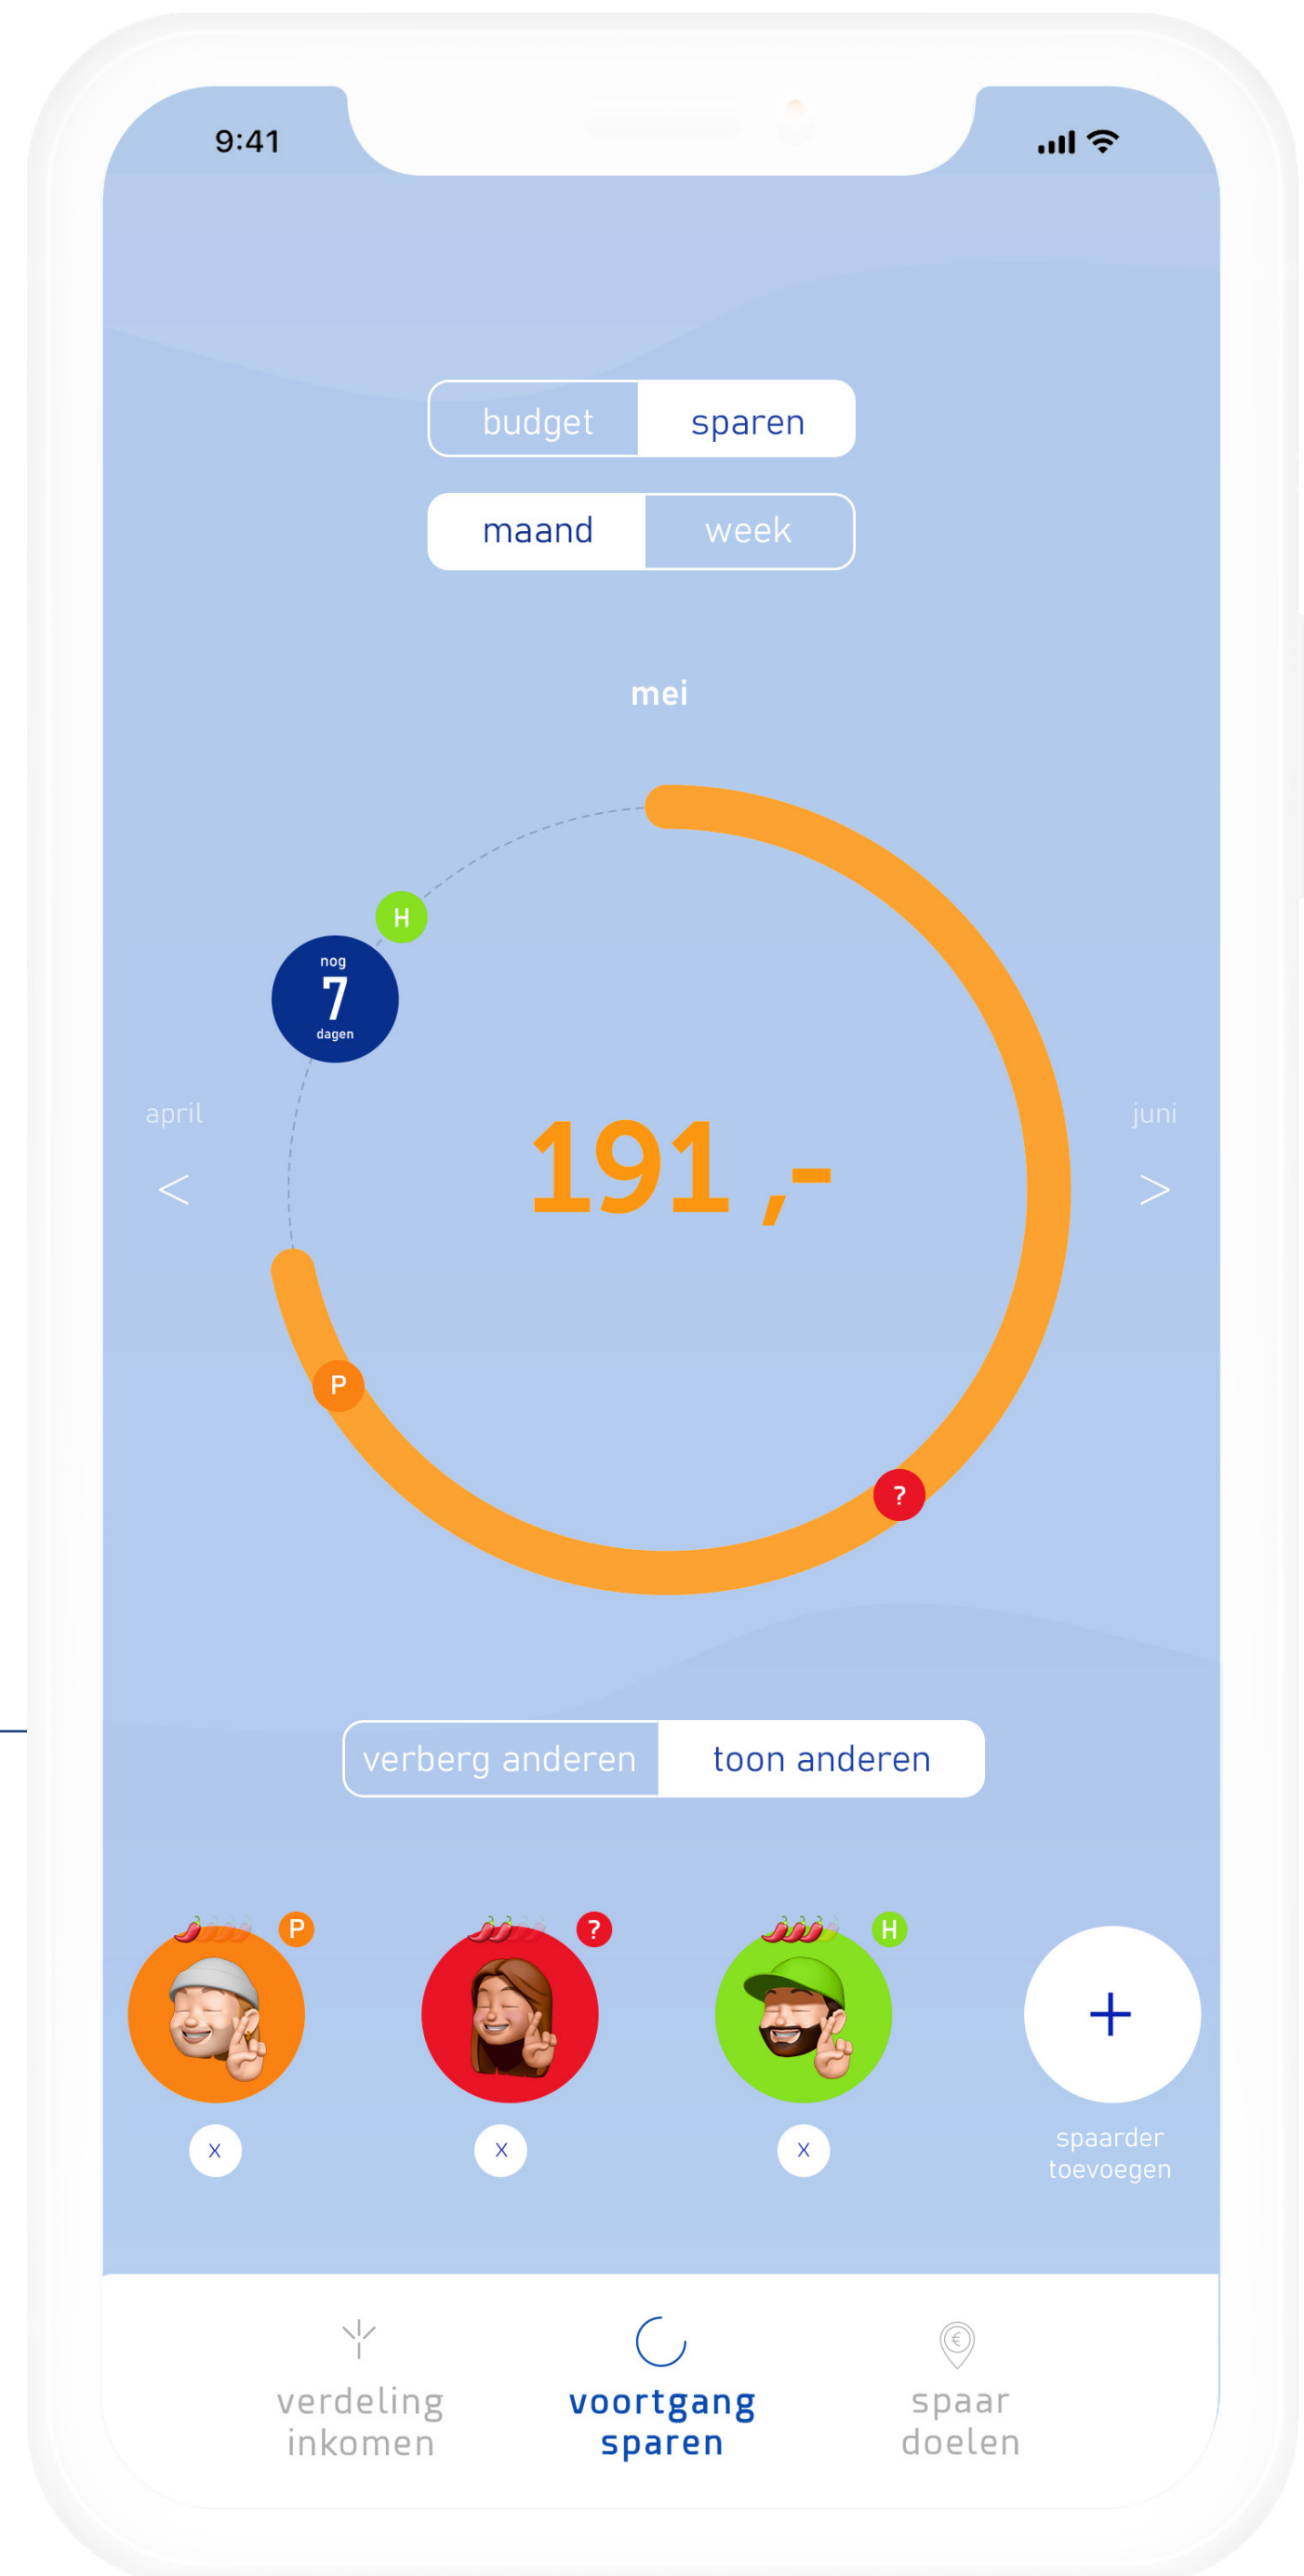 9:41
budget sparen
maand week
mei
H
nog
7
dagen
april
juni
<
>
191 ,-
P
?
verberg anderen toon anderen
P
?
H
+
x
x
x
spaarder
toevoegen
€
verdeling
inkomen
voortgang
sparen
spaar
doelen